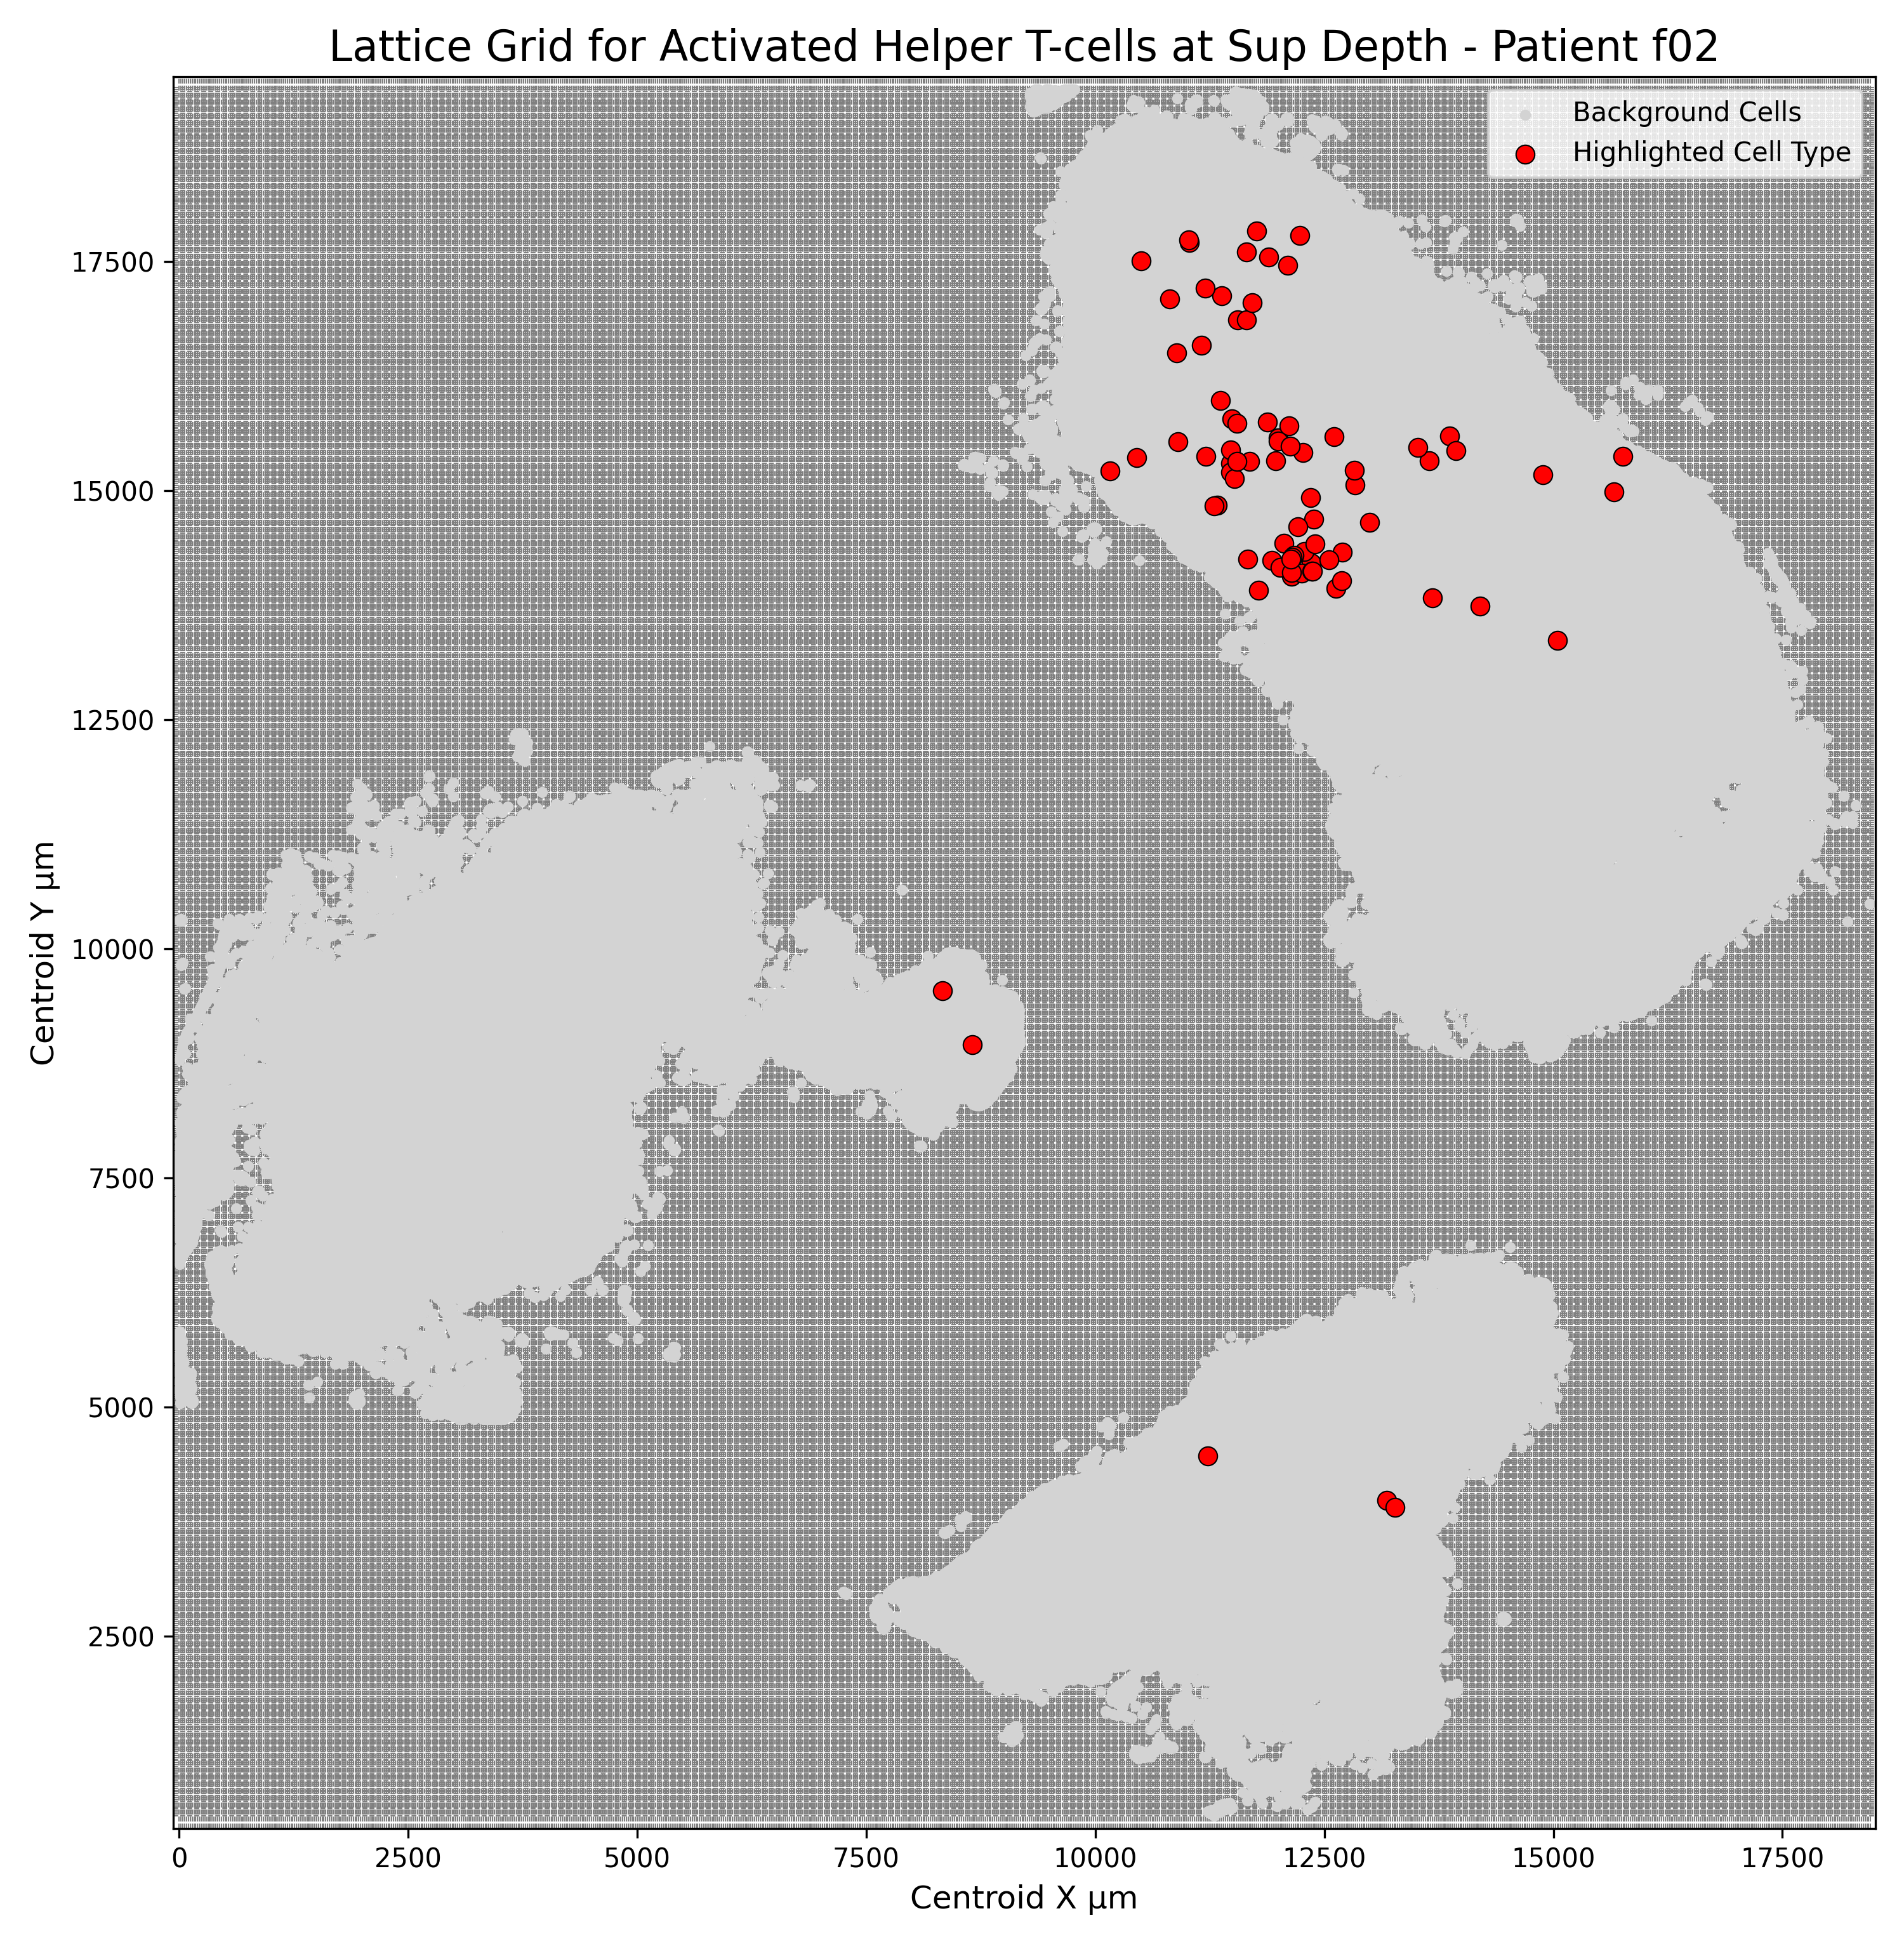 Lattice Grid for Activated Helper T-cells at Sup Depth - Patient f02
Background Cells
Highlighted Cell Type
17500
15000
12500
10000
7500
5000
2500
Centroid Y μm
0 2500 5000 7500 10000 12500 15000 17500
Centroid X μm